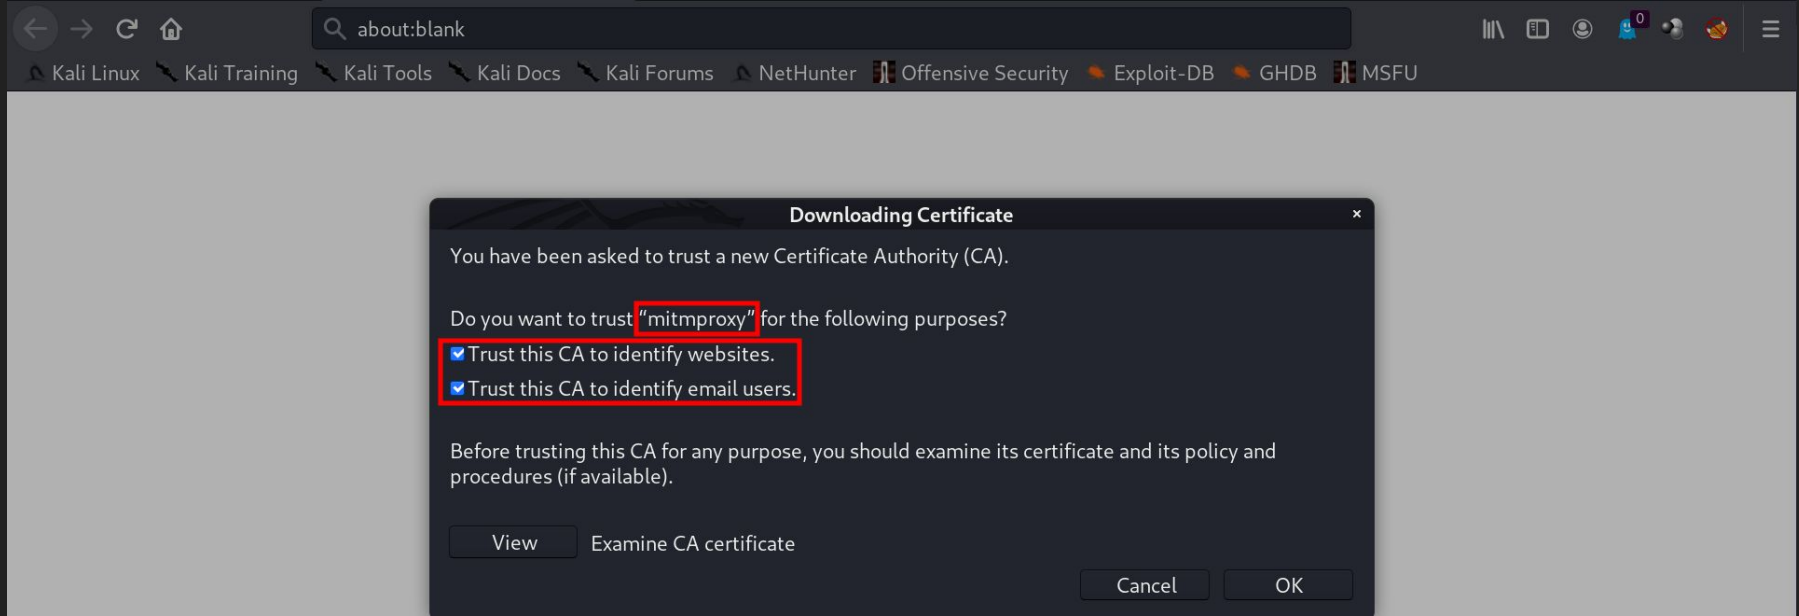 about:blank
0
Kali Linux Kali Training Kali Tools Kali Docs Kali Forums NetHunter Offensive Security Exploit-DB GHDB MSFU
Downloading Certificate
×
You have been asked to trust a new Certificate Authority (CA).
Do you want to trust “mitmproxy” for the following purposes?
Trust this CA to identify websites.
Trust this CA to identify email users.
Before trusting this CA for any purpose, you should examine its certificate and its policy and
procedures (if available).
View Examine CA certificate
Cancel OK